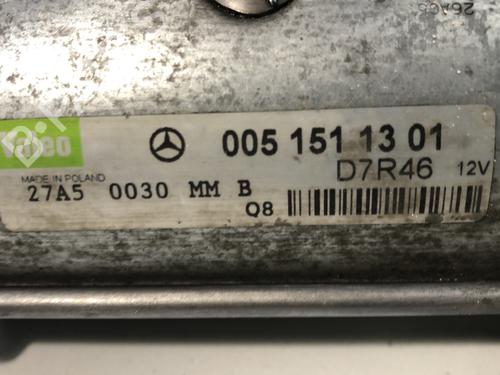 Valeo
005 151 13 01
D7R46 12V
MADE IN POLAND
27A5 0030 MM B
Q8